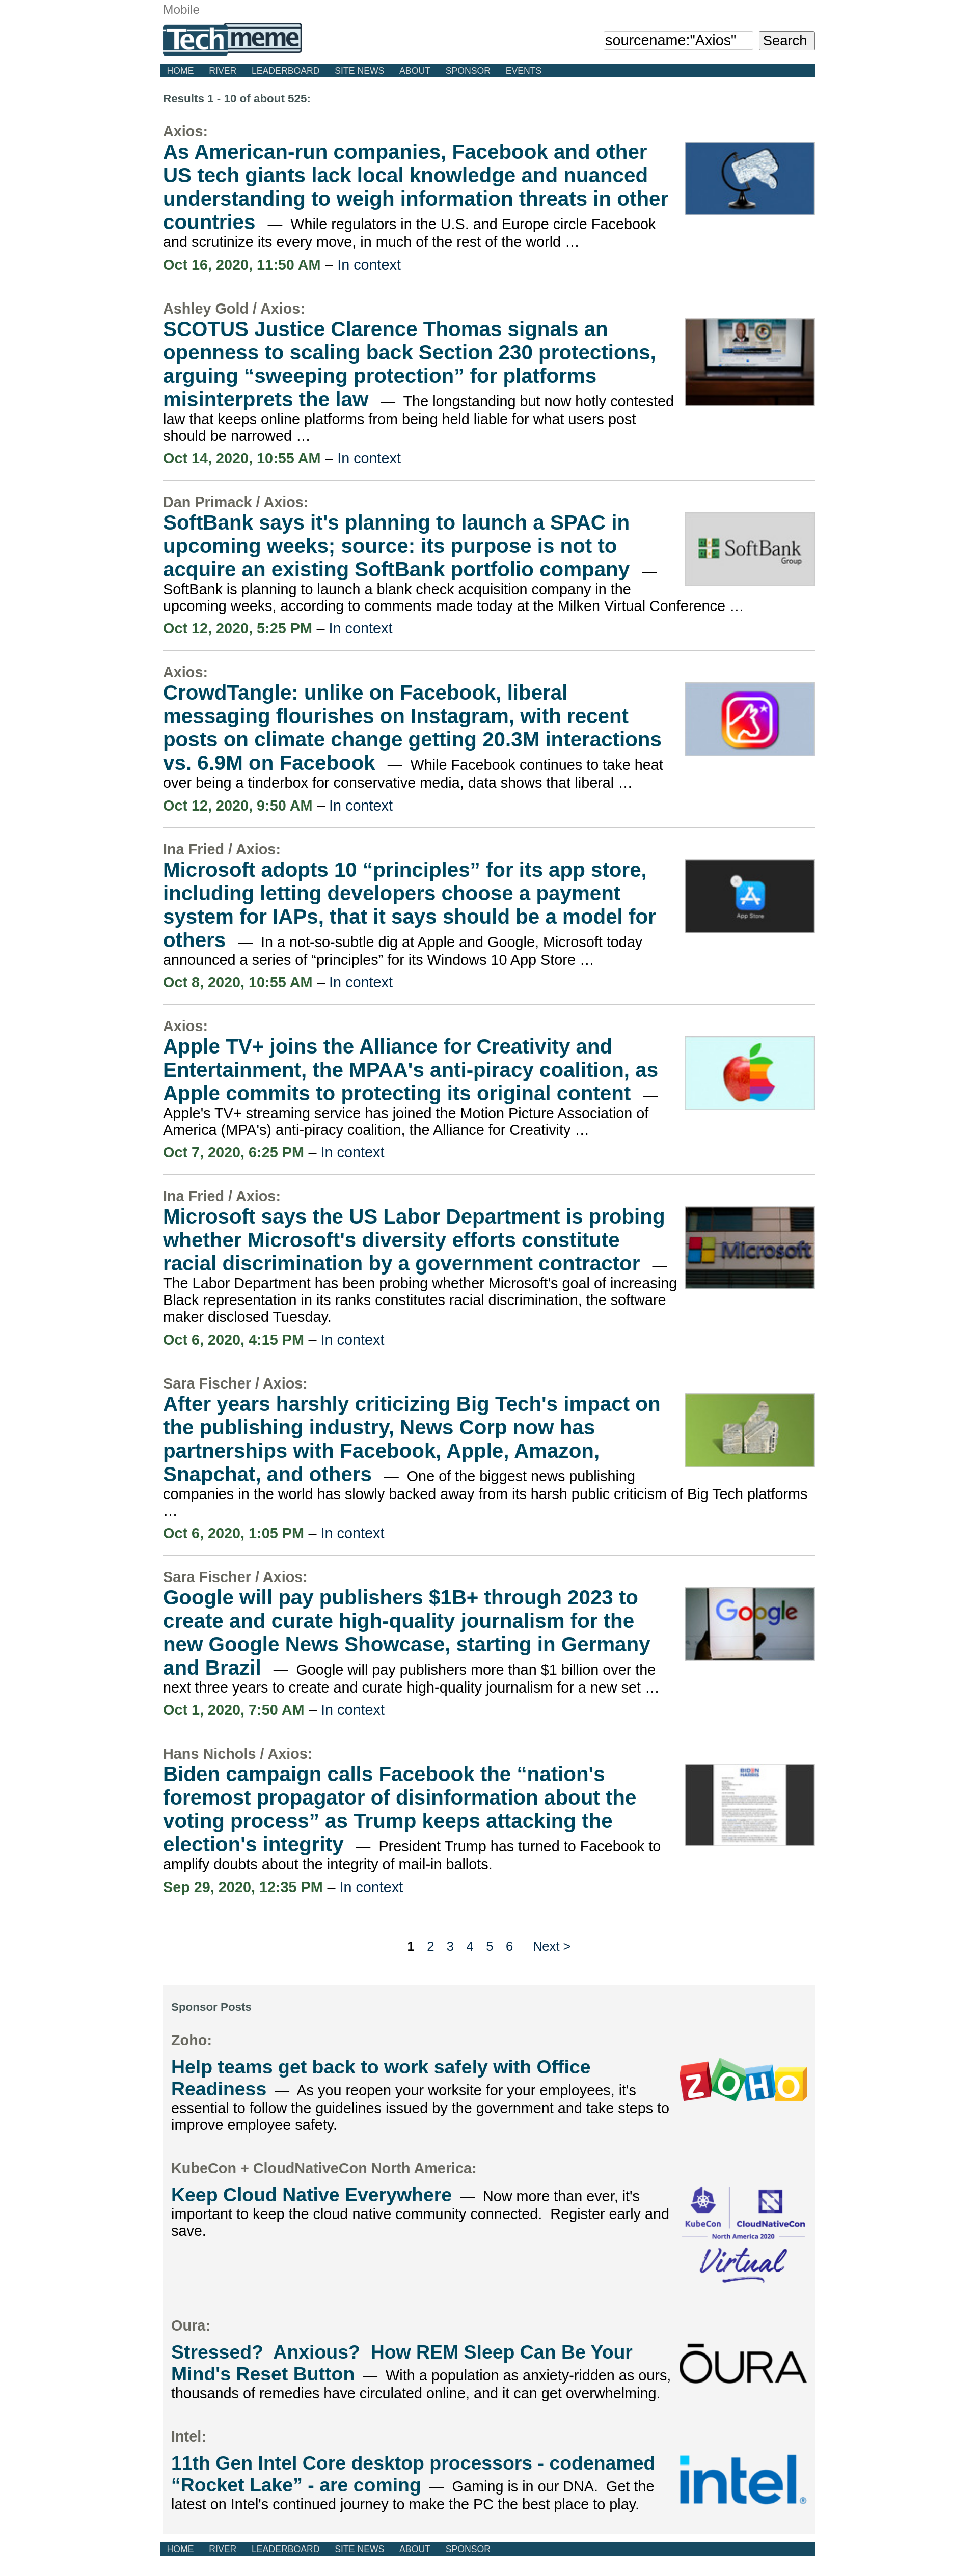 Mobile
Techmeme
sourcename:"Axios"
Search
HOME RIVER LEADERBOARD SITE NEWS ABOUT SPONSOR EVENTS
Results 1 - 10 of about 525:
Axios:
As American-run companies, Facebook and other
US tech giants lack local knowledge and nuanced
understanding to weigh information threats in other
countries — While regulators in the U.S. and Europe circle Facebook
and scrutinize its every move, in much of the rest of the world …
Oct 16, 2020, 11:50 AM – In context
Ashley Gold / Axios:
SCOTUS Justice Clarence Thomas signals an
openness to scaling back Section 230 protections,
arguing “sweeping protection” for platforms
misinterprets the law — The longstanding but now hotly contested
law that keeps online platforms from being held liable for what users post
should be narrowed …
Oct 14, 2020, 10:55 AM – In context
Dan Primack / Axios:
SoftBank says it's planning to launch a SPAC in
upcoming weeks; source: its purpose is not to
acquire an existing SoftBank portfolio company —
SoftBank is planning to launch a blank check acquisition company in the
upcoming weeks, according to comments made today at the Milken Virtual Conference …
Oct 12, 2020, 5:25 PM – In context
SoftBank
Group
Axios:
CrowdTangle: unlike on Facebook, liberal
messaging flourishes on Instagram, with recent
posts on climate change getting 20.3M interactions
vs. 6.9M on Facebook — While Facebook continues to take heat
over being a tinderbox for conservative media, data shows that liberal …
Oct 12, 2020, 9:50 AM – In context
Ina Fried / Axios:
Microsoft adopts 10 “principles” for its app store,
including letting developers choose a payment
system for IAPs, that it says should be a model for
others — In a not-so-subtle dig at Apple and Google, Microsoft today
announced a series of “principles” for its Windows 10 App Store …
Oct 8, 2020, 10:55 AM – In context
App Store
Axios:
Apple TV+ joins the Alliance for Creativity and
Entertainment, the MPAA's anti-piracy coalition, as
Apple commits to protecting its original content —
Apple's TV+ streaming service has joined the Motion Picture Association of
America (MPA's) anti-piracy coalition, the Alliance for Creativity …
Oct 7, 2020, 6:25 PM – In context
Ina Fried / Axios:
Microsoft says the US Labor Department is probing
whether Microsoft's diversity efforts constitute
racial discrimination by a government contractor —
The Labor Department has been probing whether Microsoft's goal of increasing
Black representation in its ranks constitutes racial discrimination, the software
maker disclosed Tuesday.
Oct 6, 2020, 4:15 PM – In context
Microsoft
Sara Fischer / Axios:
After years harshly criticizing Big Tech's impact on
the publishing industry, News Corp now has
partnerships with Facebook, Apple, Amazon,
Snapchat, and others — One of the biggest news publishing
companies in the world has slowly backed away from its harsh public criticism of Big Tech platforms
…
Oct 6, 2020, 1:05 PM – In context
Sara Fischer / Axios:
Google will pay publishers $1B+ through 2023 to
create and curate high-quality journalism for the
new Google News Showcase, starting in Germany
and Brazil — Google will pay publishers more than $1 billion over the
next three years to create and curate high-quality journalism for a new set …
Oct 1, 2020, 7:50 AM – In context
Google
Hans Nichols / Axios:
Biden campaign calls Facebook the “nation's
foremost propagator of disinformation about the
voting process” as Trump keeps attacking the
election's integrity — President Trump has turned to Facebook to
amplify doubts about the integrity of mail-in ballots.
Sep 29, 2020, 12:35 PM – In context
BIDEN
HARRIS
1 2 3 4 5 6 Next >
Sponsor Posts
Zoho:
Help teams get back to work safely with Office
Readiness — As you reopen your worksite for your employees, it's
essential to follow the guidelines issued by the government and take steps to
improve employee safety.
ZOHO
KubeCon + CloudNativeCon North America:
Keep Cloud Native Everywhere — Now more than ever, it's
important to keep the cloud native community connected. Register early and
save.
KubeCon CloudNativeCon
North America 2020
Virtual
Oura:
Stressed? Anxious? How REM Sleep Can Be Your
Mind's Reset Button — With a population as anxiety-ridden as ours,
thousands of remedies have circulated online, and it can get overwhelming.
ŌURA
Intel:
11th Gen Intel Core desktop processors - codenamed
“Rocket Lake” - are coming — Gaming is in our DNA. Get the
latest on Intel's continued journey to make the PC the best place to play.
intel.
HOME RIVER LEADERBOARD SITE NEWS ABOUT SPONSOR